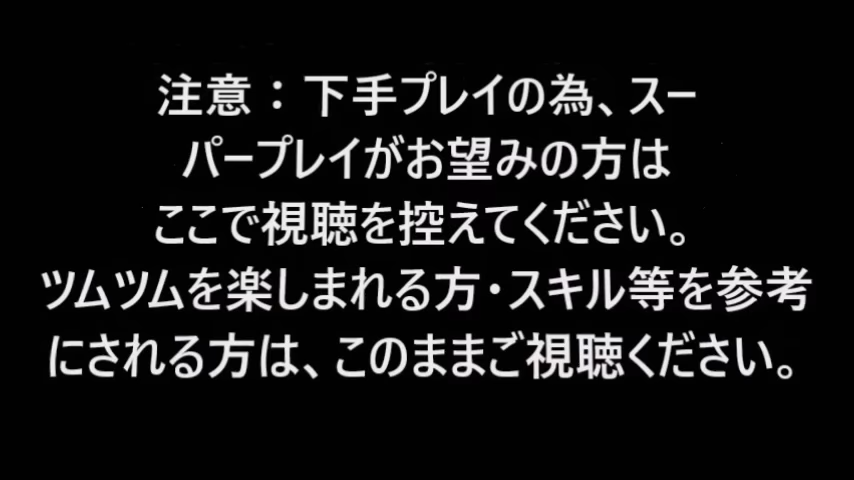 注意：下手プレイの為、スー
パープレイがお望みの方は
ここで視聴を控えてください。
ツムツムを楽しまれる方・スキル等を参考
にされる方は、このままご視聴ください。